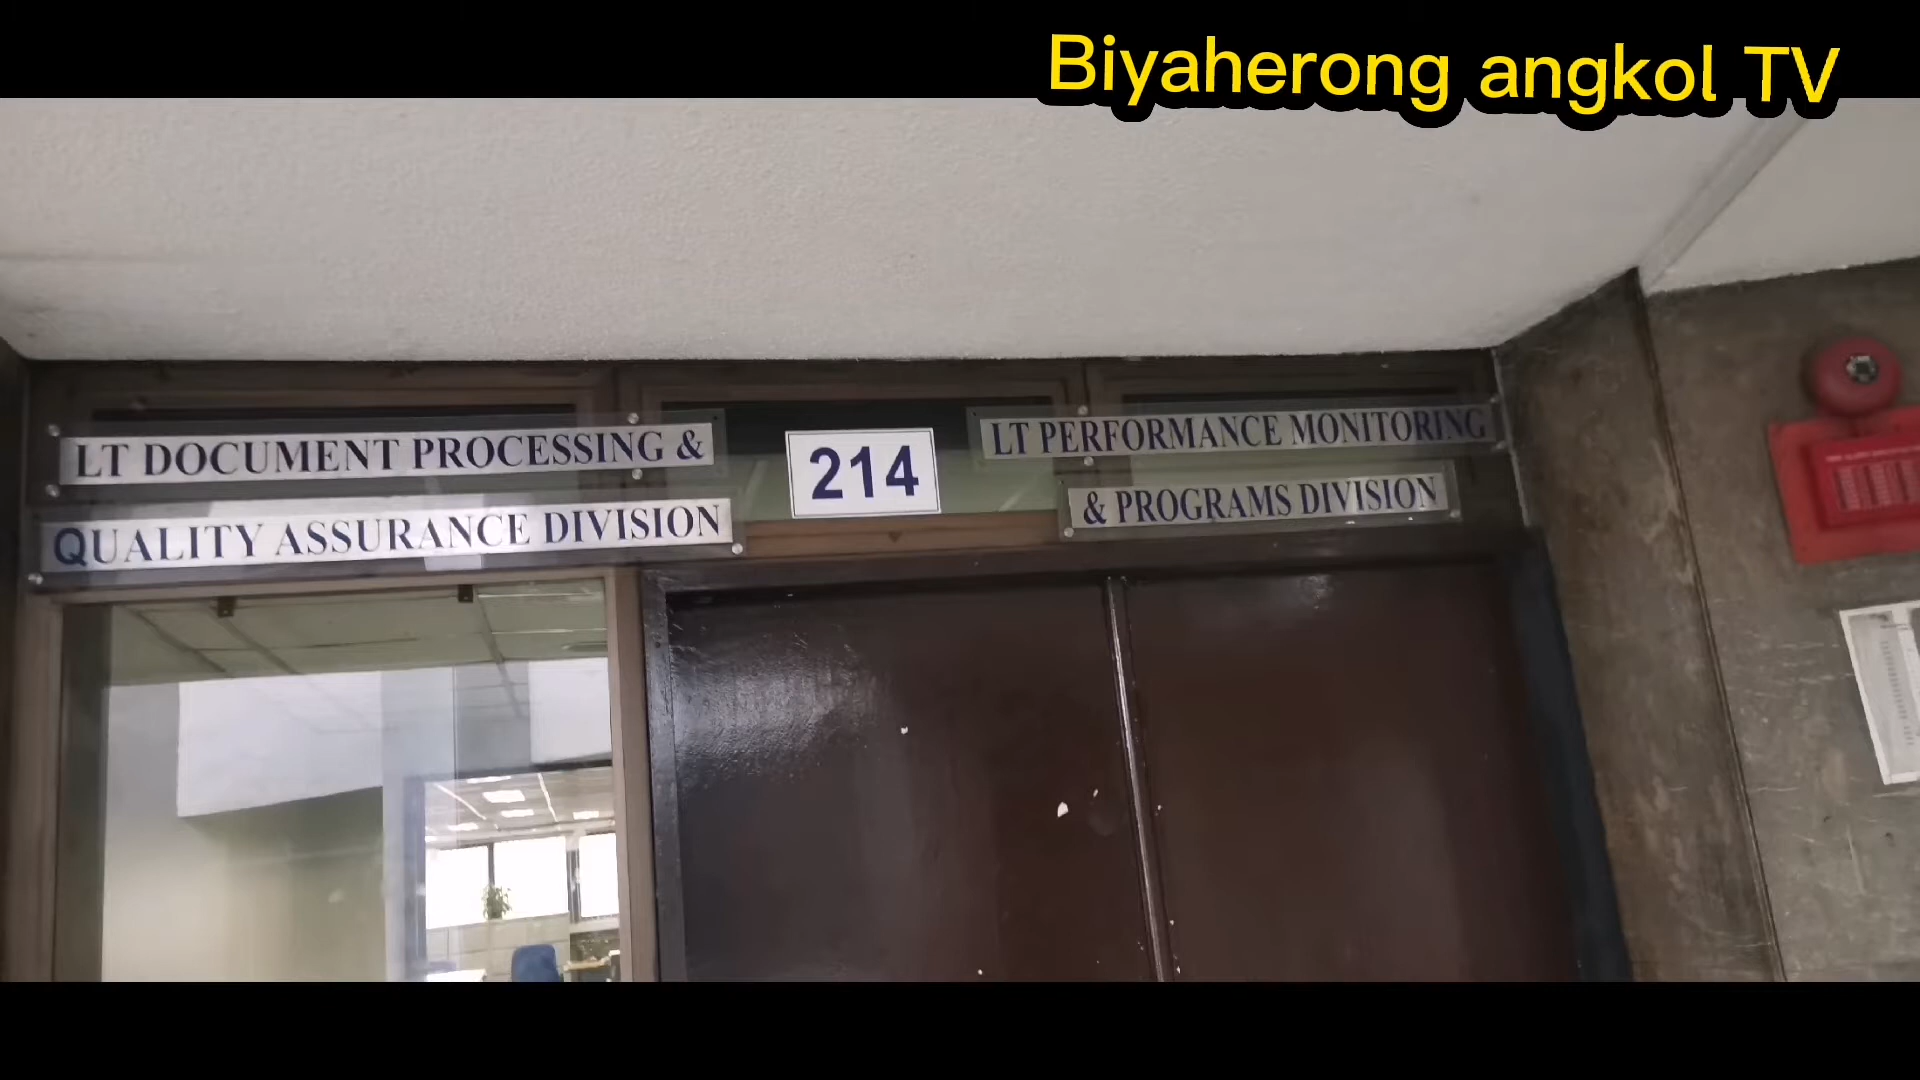 Biyaherong angkol TV
LT DOCUMENT PROCESSING &
QUALITY ASSURANCE DIVISION
214
LT PERFORMANCE MONITORING
& PROGRAMS DIVISION